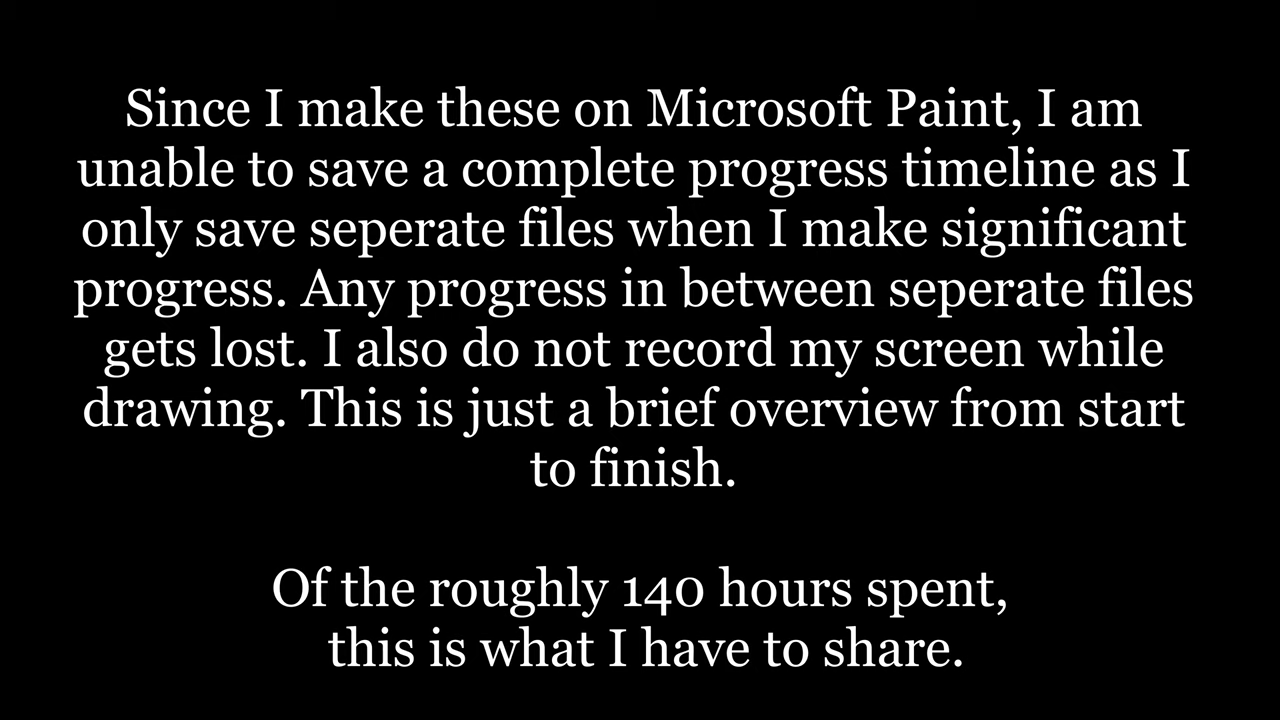 Since I make these on Microsoft Paint, I am
unable to save a complete progress timeline as I
only save seperate files when I make significant
progress. Any progress in between seperate files
gets lost. I also do not record my screen while
drawing. This is just a brief overview from start
to finish.
Of the roughly 140 hours spent,
this is what I have to share.